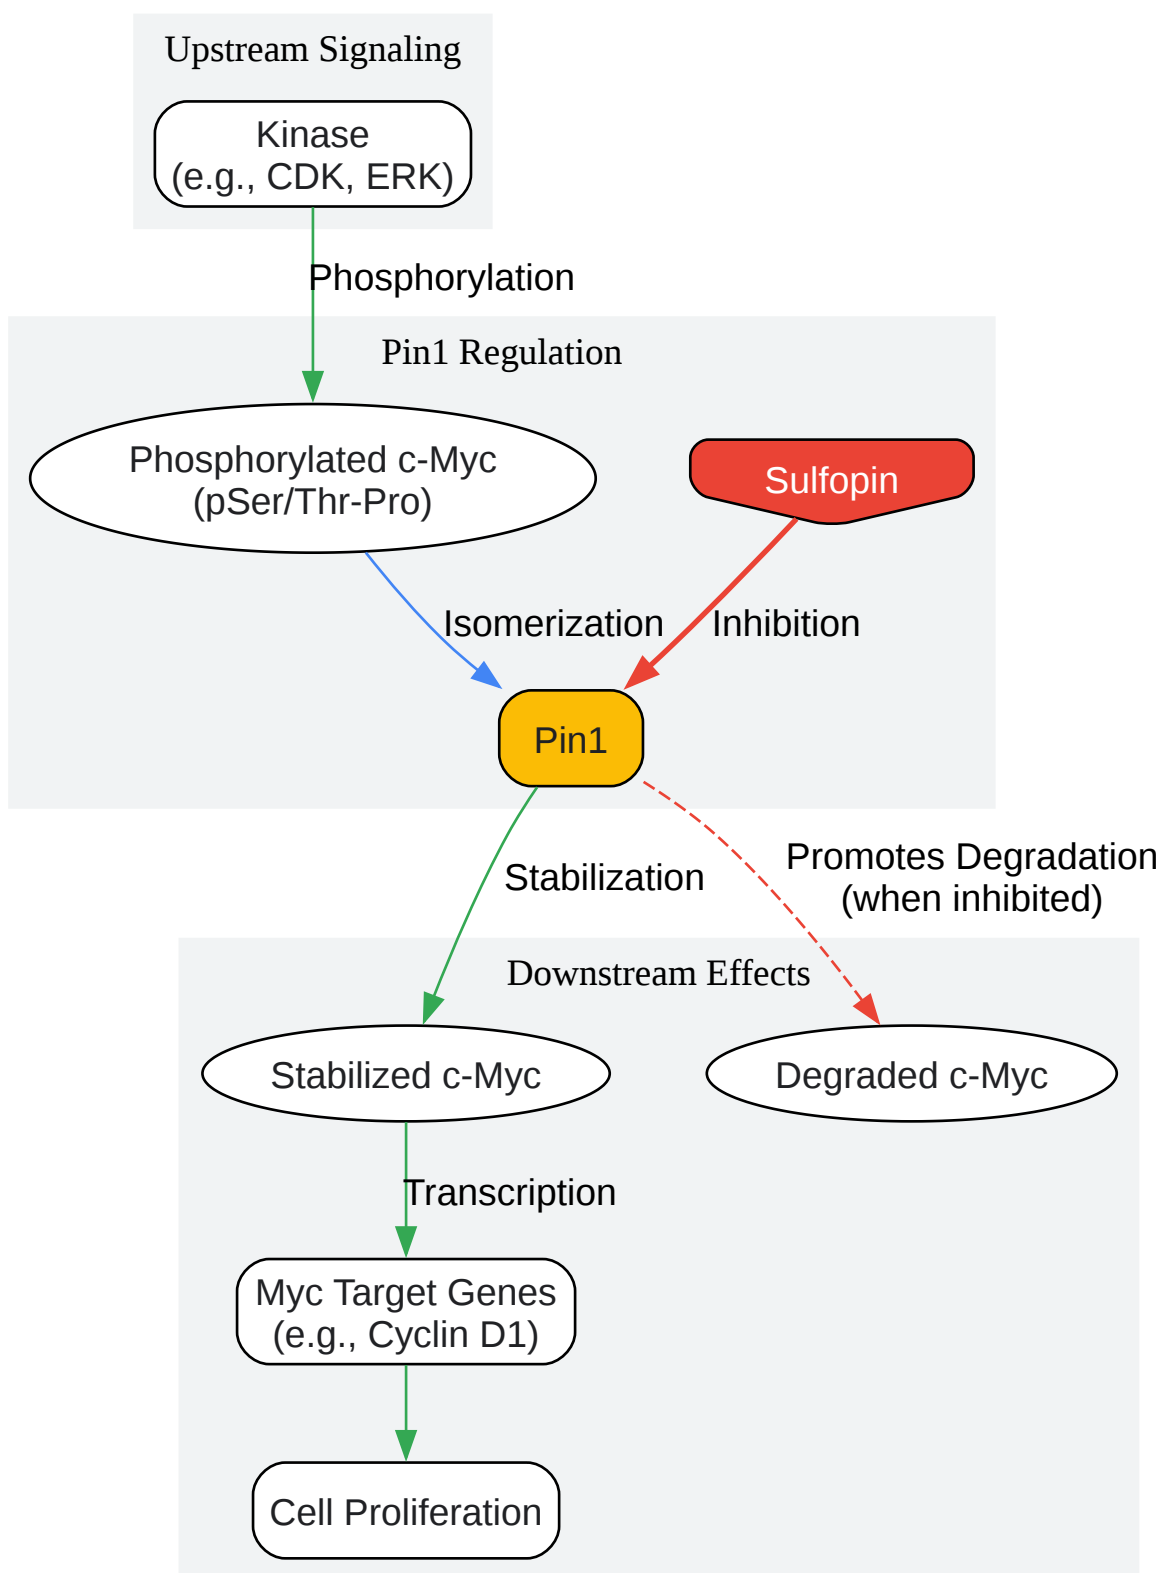 Upstream Signaling
Kinase
(e.g., CDK, ERK)
Phosphorylation
Pin1 Regulation
Phosphorylated c-Myc
(pSer/Thr-Pro)
Sulfopin
Isomerization
Inhibition
Pin1
Stabilization
Promotes Degradation
(when inhibited)
Downstream Effects
Stabilized c-Myc
Degraded c-Myc
Transcription
Myc Target Genes
(e.g., Cyclin D1)
Cell Proliferation